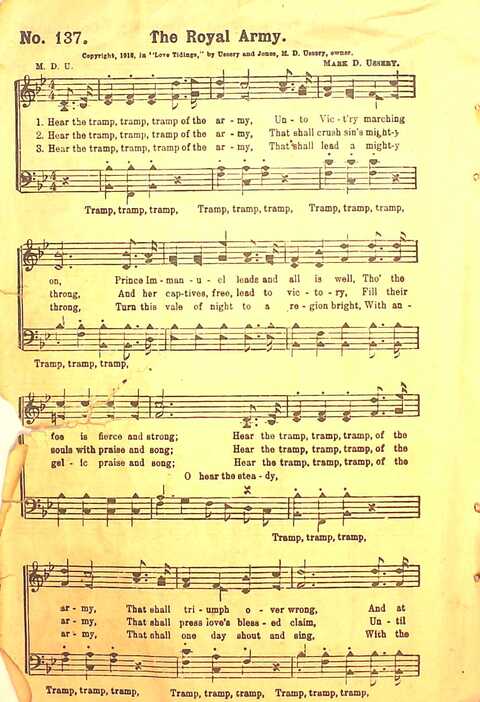 No. 137. The Royal Army.
Copyright, 1918, in "Love Tidings," by Ussery and Jones, M. D. Ussery, owner.
M. D. U. MARK D. USSERY.
1. Hear the tramp, tramp, tramp of the ar - my, Un - to Vic - t'ry marching
2. Hear the tramp, tramp, tramp of the ar - my, That shall crush sin's might - y
3. Hear the tramp, tramp, tramp of the ar - my, That shall lead a might - y
Tramp, tramp, tramp, Tramp, tramp, tramp,
on, Prince Im - man - u - el leads and all is well, Tho' the
throng, And her cap - tives, free, lead to vic - to - ry, Fill their
throng, Turn this vale of night to a re - gion bright, With an -
Tramp, tramp, tramp,
foe is fierce and strong; Hear the tramp, tramp, tramp, of the
souls with praise and song; Hear the tramp, tramp, tramp, of the
gel - ic praise and song; Hear the tramp, tramp, tramp, of the
O hear the stea - dy,
Tramp, tramp, tramp,
ar - my, That shall tri - umph o - ver wrong, And at
ar - my, That shall press love's bless - ed claim, Un - til
ar - my, That shall one day shout and sing, With the
Tramp, tramp, tramp, Tramp, tramp, tramp, Tramp, tramp, tramp,